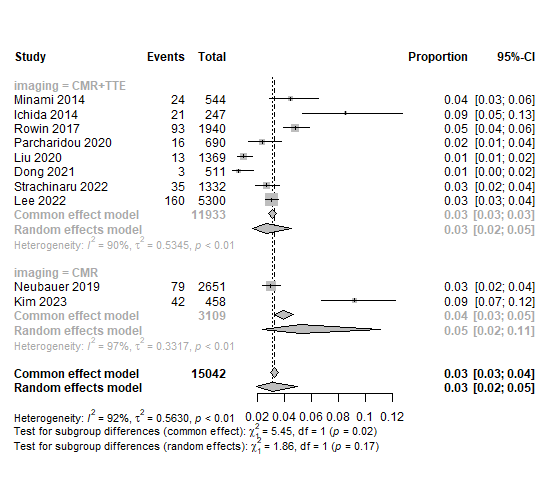 Study Events Total Proportion 95%-CI
imaging = CMR+TTE
Minami 2014 24 544 0.04 [0.03; 0.06]
Ichida 2014 21 247 0.09 [0.05; 0.13]
Rowin 2017 93 1940 0.05 [0.04; 0.06]
Parcharidou 2020 16 690 0.02 [0.01; 0.04]
Liu 2020 13 1369 0.01 [0.01; 0.02]
Dong 2021 3 511 0.01 [0.00; 0.02]
Strachinaru 2022 35 1332 0.03 [0.02; 0.04]
Lee 2022 160 5300 0.03 [0.03; 0.04]
Common effect model 11933 0.03 [0.03; 0.03]
Random effects model 0.03 [0.02; 0.05]
Heterogeneity: I² = 90%, τ² = 0.5345, p < 0.01
imaging = CMR
Neubauer 2019 79 2651 0.03 [0.02; 0.04]
Kim 2023 42 458 0.09 [0.07; 0.12]
Common effect model 3109 0.04 [0.03; 0.05]
Random effects model 0.05 [0.02; 0.11]
Heterogeneity: I² = 97%, τ² = 0.3317, p < 0.01
Common effect model 15042 0.03 [0.03; 0.04]
Random effects model 0.03 [0.02; 0.05]
Heterogeneity: I² = 92%, τ² = 0.5630, p < 0.01 0.02 0.04 0.06 0.08 0.1 0.12
Test for subgroup differences (common effect): χ²₁ = 5.45, df = 1 (p = 0.02)
Test for subgroup differences (random effects): χ²₁ = 1.86, df = 1 (p = 0.17)